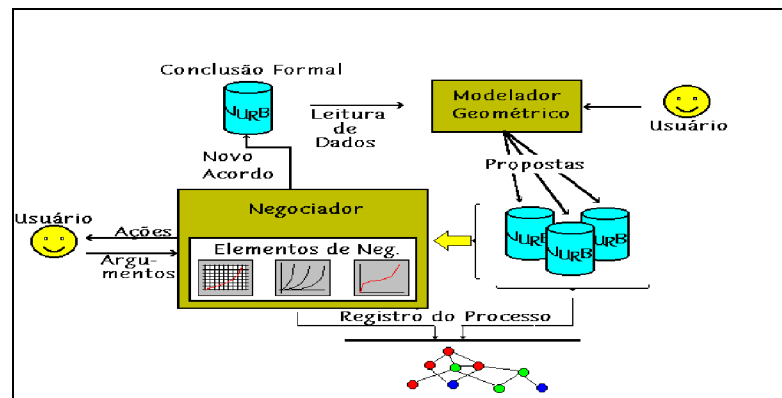 Conclusão Formal
NURB
Leitura
de
Dados
Modelador
Geométrico
Usuário
Propostas
Novo
Acordo
Usuário
Ações
Argu-
mentos
Negociador
Elementos de Neg.
NURB
NURB
NURB
Registro do Processo